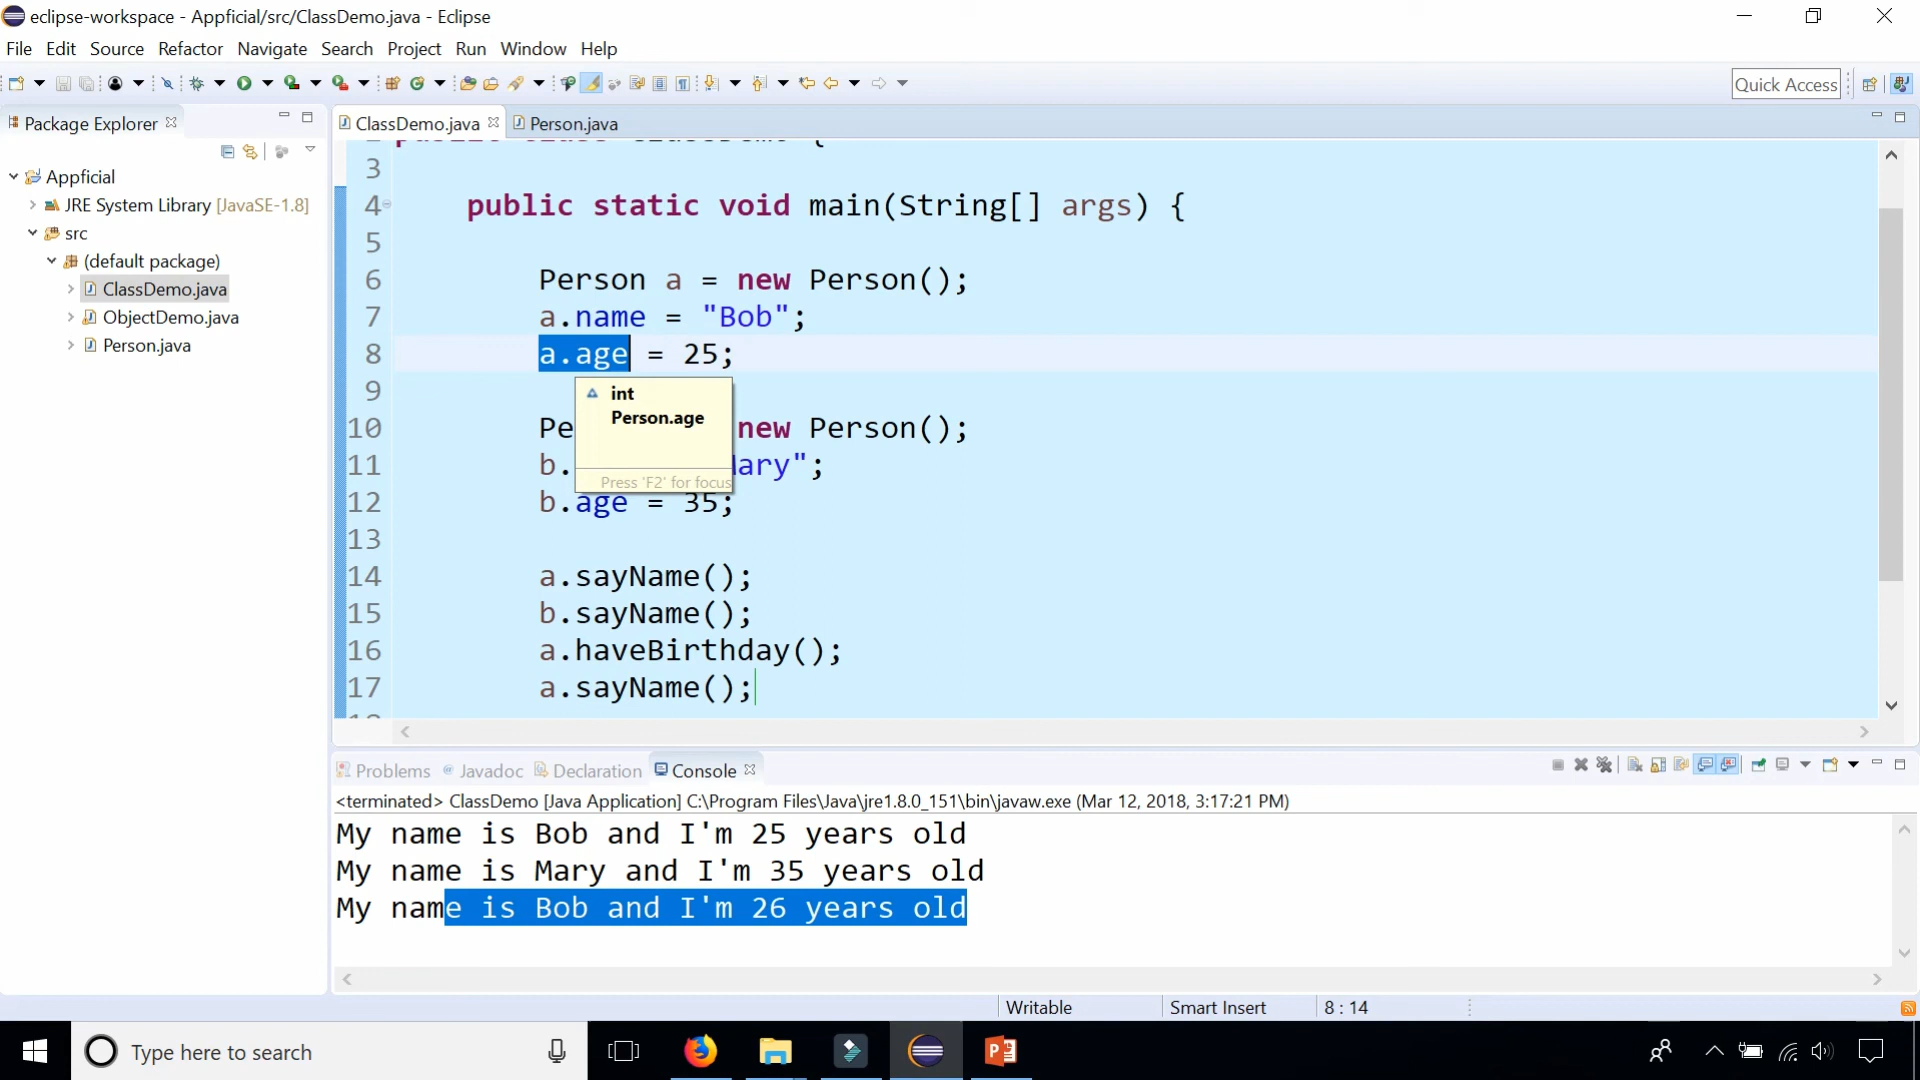 eclipse-workspace - Appficial/src/ClassDemo.java - Eclipse
File Edit Source Refactor Navigate Search Project Run Window Help
Quick Access
Package Explorer
ClassDemo.java
Person.java
Appficial
JRE System Library [JavaSE-1.8]
src
(default package)
ClassDemo.java
ObjectDemo.java
Person.java
3
4 public static void main(String[] args) {
5
6 Person a = new Person();
7 a.name = "Bob";
8 a.age = 25;
9
int
Person.age
Press 'F2' for focus
10 Pe new Person();
11 b. ary";
12 b.age = 35;
13
14 a.sayName();
15 b.sayName();
16 a.haveBirthday();
17 a.sayName();
Problems Javadoc Declaration Console
<terminated> ClassDemo [Java Application] C:\Program Files\Java\jre1.8.0_151\bin\javaw.exe (Mar 12, 2018, 3:17:21 PM)
My name is Bob and I'm 25 years old
My name is Mary and I'm 35 years old
My name is Bob and I'm 26 years old
Writable Smart Insert 8 : 14
Type here to search